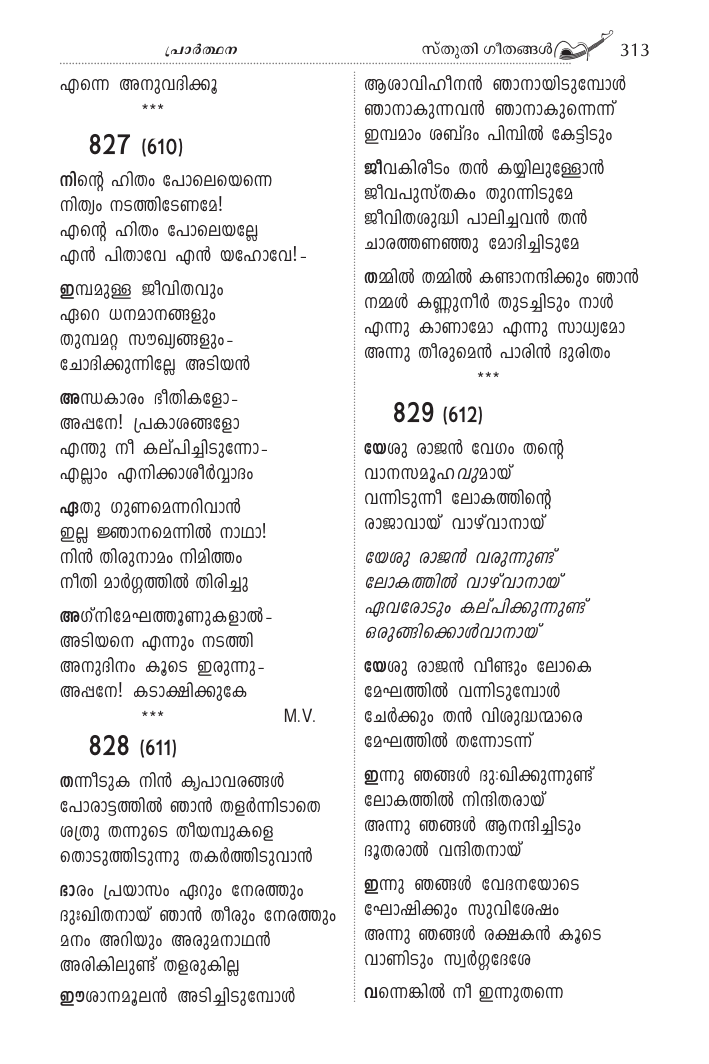 പ്രാർത്ഥന
സ്തുതി ഗീതങ്ങൾ 313
എന്നെ അനുവദിക്കൂ
***
827 (610)
നിന്റെ ഹിതം പോലെയെന്നെ
നിത്യം നടത്തിടേണമേ!
എന്റെ ഹിതം പോലെയല്ലേ
എൻ പിതാവേ എൻ യഹോവേ!-
ഇമ്പമുള്ള ജീവിതവും
ഏറെ ധനമാനങ്ങളും
തുമ്പമറ്റ സൗഖ്യങ്ങളും-
ചോദിക്കുന്നില്ലേ അടിയൻ
അന്ധകാരം ഭീതികളോ-
അപ്പനേ! പ്രകാശങ്ങളോ
എന്തു നീ കല്പിച്ചിടുന്നോ-
എല്ലാം എനിക്കാശീർവ്വാദം
ഏതു ഗുണമെന്നറിവാൻ
ഇല്ല ജ്ഞാനമെന്നിൽ നാഥാ!
നിൻ തിരുനാമം നിമിത്തം
നീതി മാർഗ്ഗത്തിൽ തിരിച്ചു
അഗ്നിമേഘത്തൂണുകളാൽ-
അടിയനെ എന്നും നടത്തി
അനുദിനം കൂടെ ഇരുന്നു-
അപ്പനേ! കടാക്ഷിക്കുകേ
*** M.V.
828 (611)
തന്നീടുക നിൻ കൃപാവരങ്ങൾ
പോരാട്ടത്തിൽ ഞാൻ തളർന്നിടാതെ
ശത്രു തന്നുടെ തീയമ്പുകളെ
തൊടുത്തിടുന്നു തകർത്തിടുവാൻ
ഭാരം പ്രയാസം ഏറും നേരത്തും
ദുഃഖിതനായ് ഞാൻ തീരും നേരത്തും
മനം അറിയും അരുമനാഥൻ
അരികിലുണ്ട് തളരുകില്ല
ഈശാനമൂലൻ അടിച്ചിടുമ്പോൾ
ആശാവിഹീനൻ ഞാനായിടുമ്പോൾ
ഞാനാകുന്നവൻ ഞാനാകുന്നെന്ന്
ഇമ്പമാം ശബ്ദം പിമ്പിൽ കേട്ടിടും
ജീവകിരീടം തൻ കയ്യിലുള്ളോൻ
ജീവപുസ്തകം തുറന്നിടുമേ
ജീവിതശുദ്ധി പാലിച്ചവൻ തൻ
ചാരത്തണഞ്ഞു മോദിച്ചിടുമേ
തമ്മിൽ തമ്മിൽ കണ്ടാനന്ദിക്കും ഞാൻ
നമ്മൾ കണ്ണുനീർ തുടച്ചിടും നാൾ
എന്നു കാണാമോ എന്നു സാധ്യമോ
അന്നു തീരുമെൻ പാരിൻ ദുരിതം
***
829 (612)
യേശു രാജൻ വേഗം തന്റെ
വാനസമൂഹവുമായ്
വന്നിടുന്നീ ലോകത്തിന്റെ
രാജാവായ് വാഴ്‌വാനായ്
യേശു രാജൻ വരുന്നുണ്ട്
ലോകത്തിൽ വാഴ്‌വാനായ്
ഏവരോടും കല്പിക്കുന്നുണ്ട്
ഒരുങ്ങിക്കൊൾവാനായ്
യേശു രാജൻ വീണ്ടും ലോകെ
മേഘത്തിൽ വന്നിടുമ്പോൾ
ചേർക്കും തൻ വിശുദ്ധന്മാരെ
മേഘത്തിൽ തന്നോടന്ന്
ഇന്നു ഞങ്ങൾ ദുഃഖിക്കുന്നുണ്ട്
ലോകത്തിൽ നിന്ദിതരായ്
അന്നു ഞങ്ങൾ ആനന്ദിച്ചിടും
ദൂതരാൽ വന്ദിതനായ്
ഇന്നു ഞങ്ങൾ വേദനയോടെ
ഘോഷിക്കും സുവിശേഷം
അന്നു ഞങ്ങൾ രക്ഷകൻ കൂടെ
വാണിടും സ്വർഗ്ഗദേശേ
വന്നെങ്കിൽ നീ ഇന്നുതന്നെ